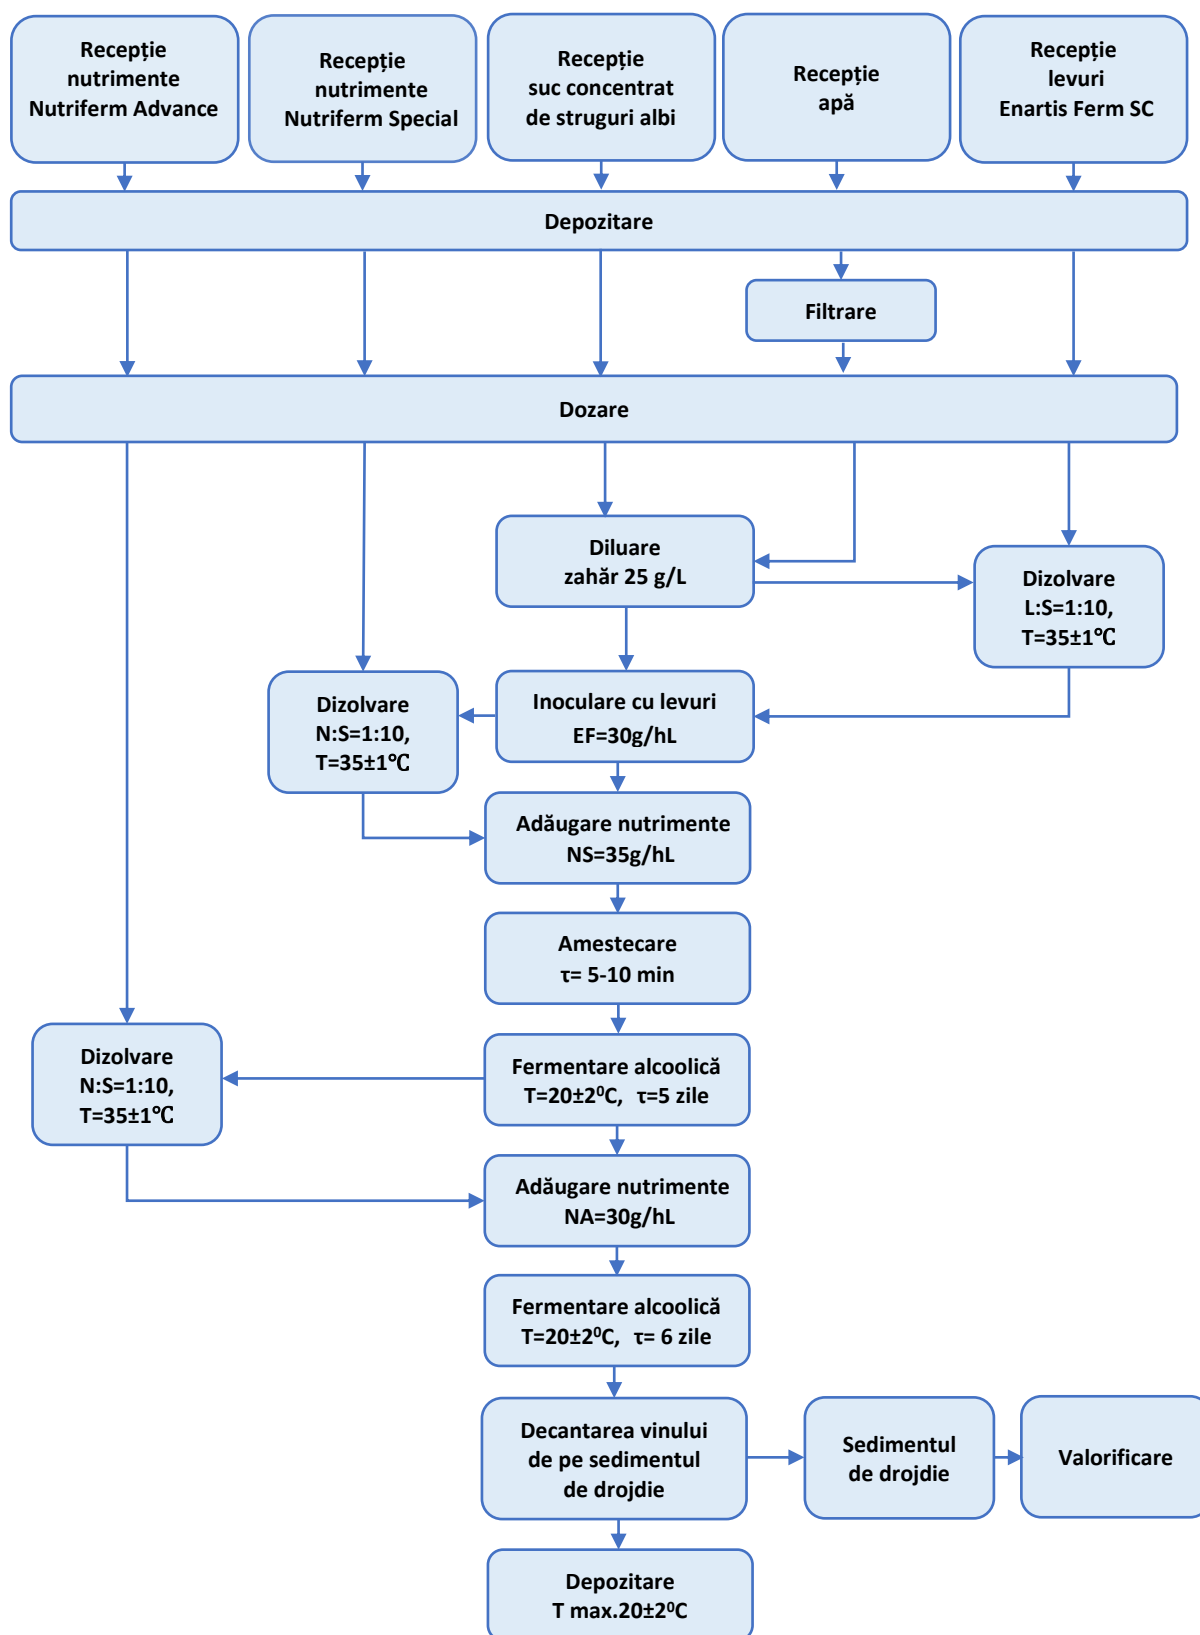 Recepție
nutrimente
Nutriferm Advance
Recepție
nutrimente
Nutriferm Special
Recepție
suc concentrat
de struguri albi
Recepție
apă
Recepție
levuri
Enartis Ferm SC
Depozitare
Filtrare
Dozare
Diluare
zahăr 25 g/L
Dizolvare
L:S=1:10,
T=35±1℃
Dizolvare
N:S=1:10,
T=35±1℃
Inoculare cu levuri
EF=30g/hL
Adăugare nutrimente
NS=35g/hL
Amestecare
τ= 5-10 min
Dizolvare
N:S=1:10,
T=35±1℃
Fermentare alcoolică
T=20±2⁰C, τ=5 zile
Adăugare nutrimente
NA=30g/hL
Fermentare alcoolică
T=20±2⁰C, τ= 6 zile
Decantarea vinului
de pe sedimentul
de drojdie
Sedimentul
de drojdie
Valorificare
Depozitare
T max.20±2⁰C